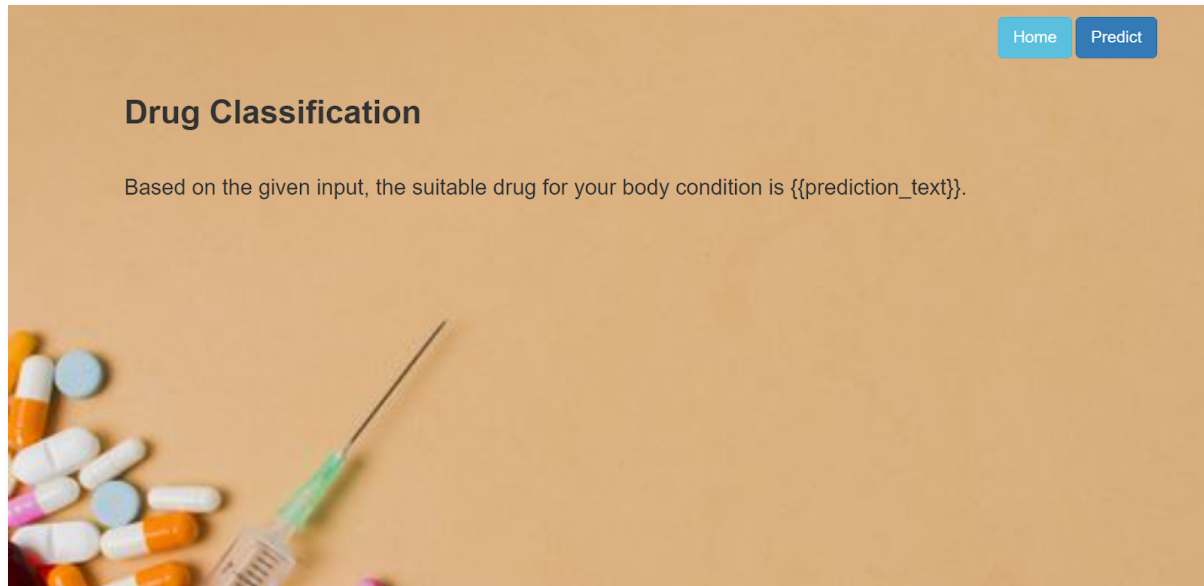 Home Predict
Drug Classification
Based on the given input, the suitable drug for your body condition is {{prediction_text}}.